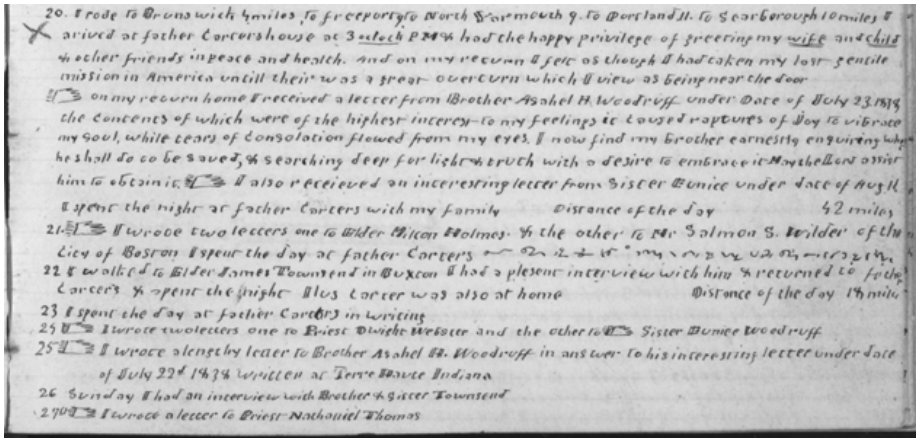 20. I rode to Brunswick 4 miles, to freeport 9 to North Yarmouth 9. to Portland 11. to Scarborough 10 miles I
arived at father Carters house at 3 oclock P M & had the happy privilege of greeting my wife and child
& other friends in peace and health. And on my return I felt as though I had taken my last gentile
mission in America untill their was a great overturn which I view as being near the door
on my return home I received a letter from Brother Asahel H. Woodruff under Date of July 23. 1838
the contents of which were of the highest interest to my feelings it caused raptures of Joy to vibrate
my soul, while tears of consolation flowed from my eyes. I now find my brother earnestly enquiring what
he shall do to be saved, & searching deep for light & truth with a desire to embrace it May the Lord assist
him to obtain it. I also receieved an interesting letter from Sister Eunice under date of Aug 11
I spent the night at father Carters with my family Distance of the day 42 miles
21. I wrote two letters one to Elder Milton Holmes. & the other to Mr Salmon S. Wilder of the
City of Boston I spent the day at father Carters
22 I walked to Elder James Townsend in Buxton I had a plesent interview with him & returned to fathe
Carters & spent the night Ilus Carter was also at home Distance of the day 18 miles
23 I spent the day at father Carters in writing
24 I wrote two letters one to Priest Dwight Webster and the other to Sister Eunice Woodruff
25 I wrote a lengthy letter to Brother Asahel H. Woodruff in answer to his interesting letter under date
of July 22d 1838 written at Terre Haute Indiana
26 Sunday I had an interview with Brother & Sister Townsend
27th I wrote a letter to Priest Nathaniel Thomas